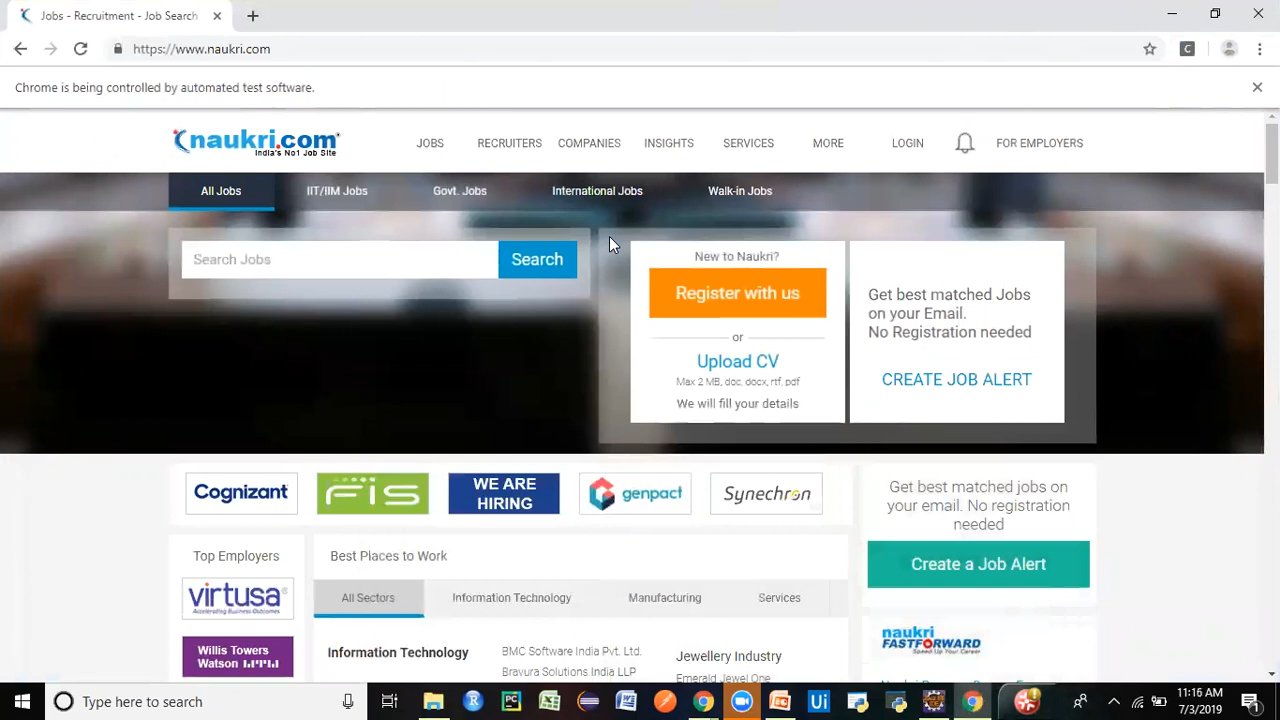 Jobs - Recruitment - Job Search
https://www.naukri.com
C
Chrome is being controlled by automated test software.
naukri.com
India's No1 Job Site
JOBS RECRUITERS COMPANIES INSIGHTS SERVICES MORE LOGIN FOR EMPLOYERS
All Jobs IIT/IIM Jobs Govt. Jobs International Jobs Walk-in Jobs
Search Jobs Search
New to Naukri?
Register with us
or
Upload CV
Max 2 MB, doc, docx, rtf, pdf
We will fill your details
Get best matched Jobs
on your Email.
No Registration needed
CREATE JOB ALERT
Cognizant FIS WE ARE HIRING genpact Synechron
Get best matched jobs on
your email. No registration
needed
Create a Job Alert
Top Employers
virtusa
Accelerating Business Outcomes
Willis Towers
Watson
Best Places to Work
All Sectors Information Technology Manufacturing Services
Information Technology
BMC Software India Pvt. Ltd.
Bravura Solutions India LLP
Jewellery Industry
Emerald Jewel One
naukri
FASTFORWARD
Speed Up Your Career
Type here to search
Ui
11:16 AM
7/3/2019